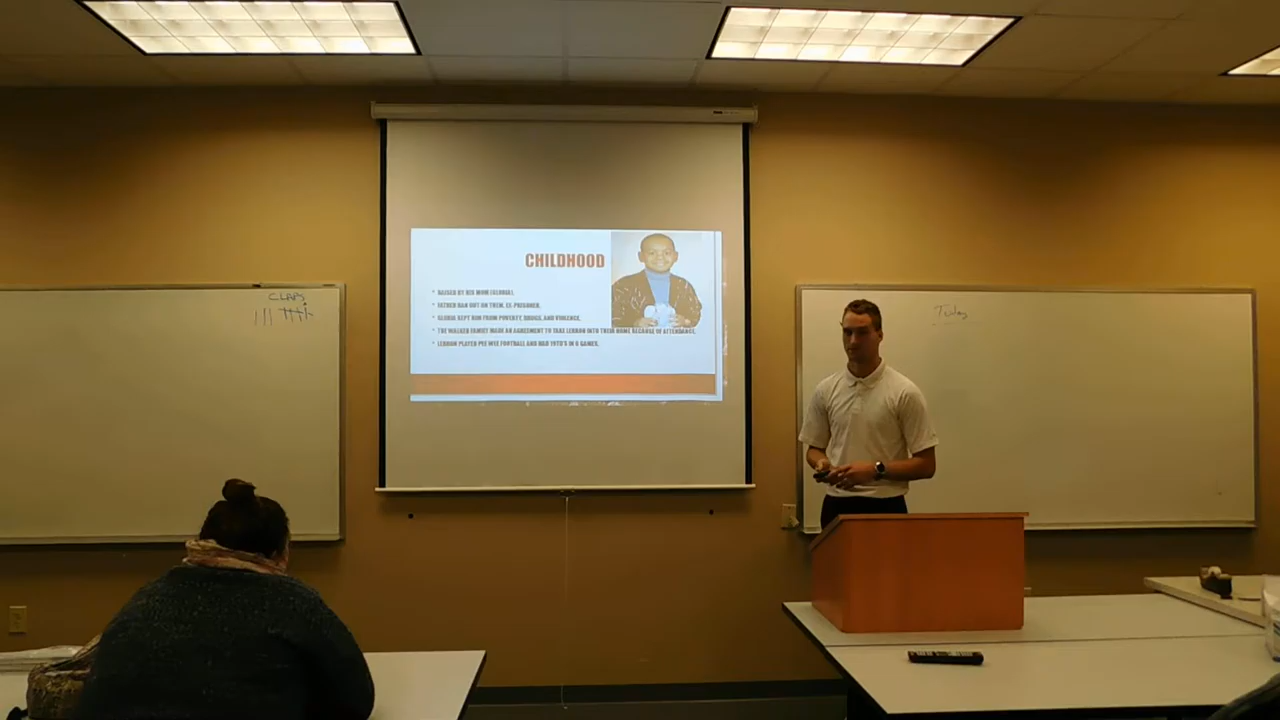 CLAPS
CHILDHOOD
• RAISED BY HIS MOM (GLORIA).
• FATHER RAN OUT ON THEM, EX-PRISONER.
• GLORIA KEPT HIM FROM POVERTY, DRUGS, AND VIOLENCE.
• THE WALKER FAMILY MADE AN AGREEMENT TO TAKE LEBRON INTO THEIR HOME BECAUSE OF ATTENDANCE.
• LEBRON PLAYED PEE WEE FOOTBALL AND HAD 19TD'S IN 6 GAMES.
Today